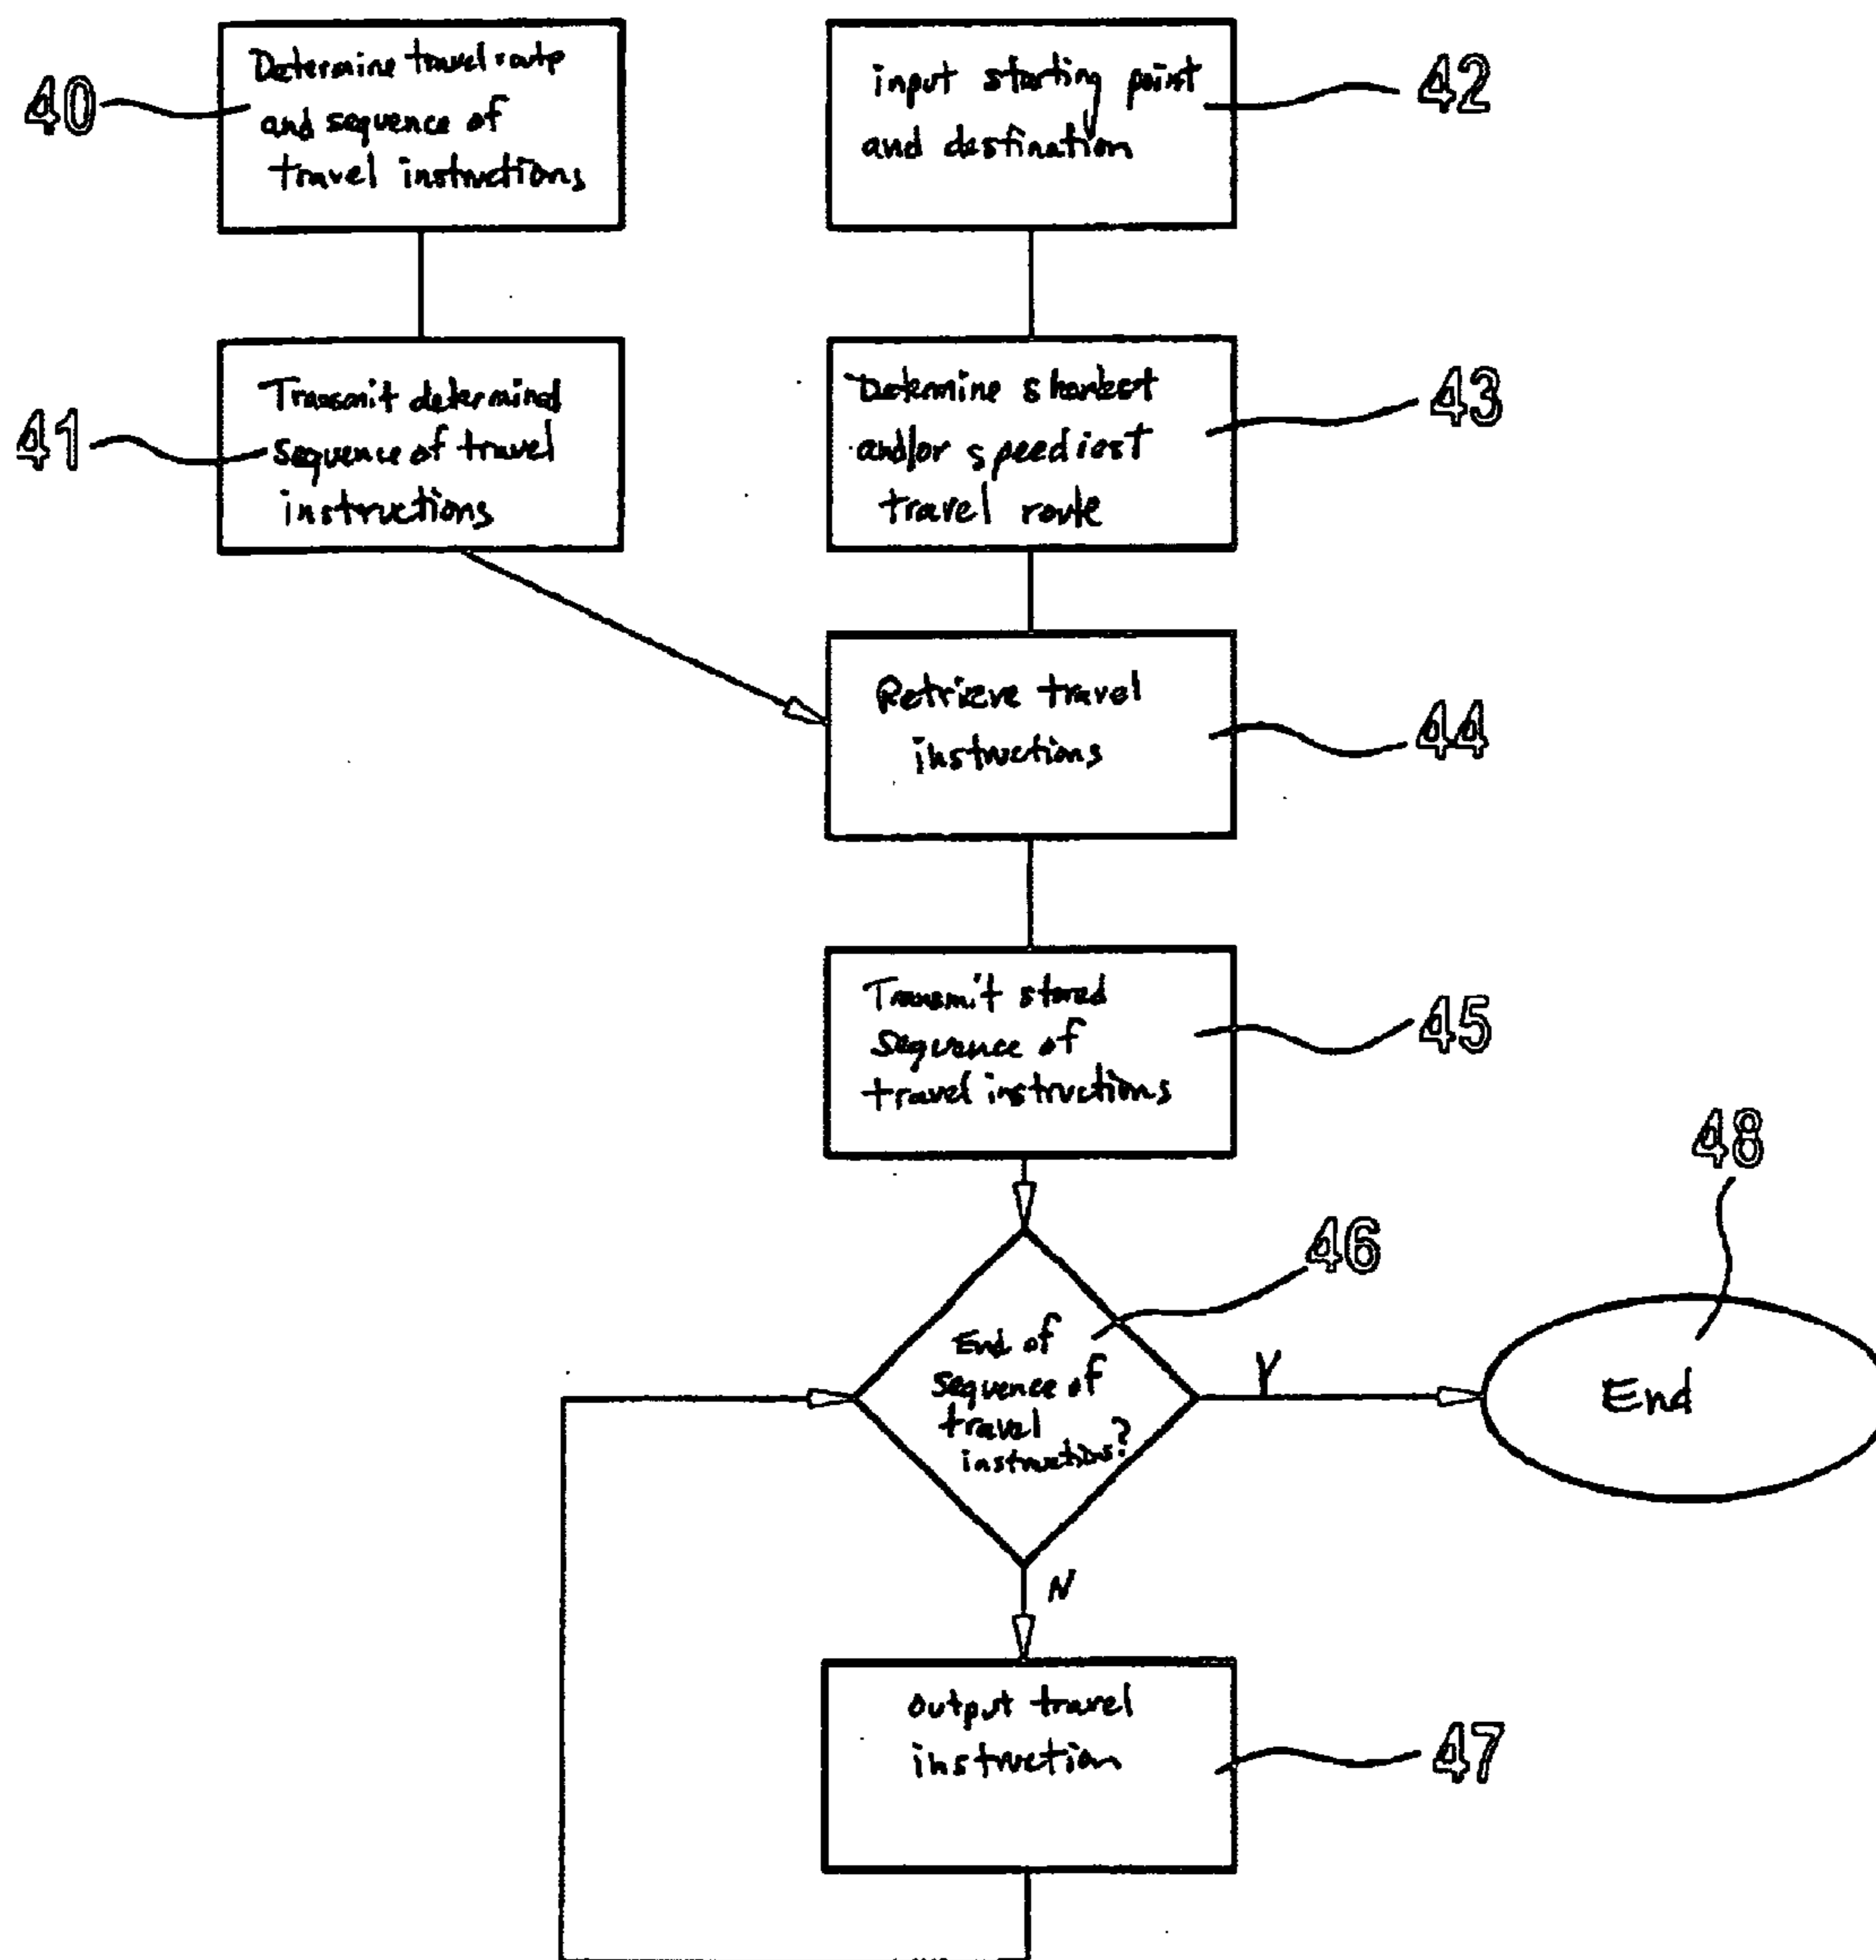 40
Determine travel route
and sequence of
travel instructions
42
input starting point
and destination
41
Transmit determined
sequence of travel
instructions
43
Determine shortest
and/or speediest
travel route
44
Retrieve travel
instructions
45
Transmit stored
sequence of
travel instructions
46
End of
sequence of
travel
instructions?
Y
48
End
N
47
output travel
instruction